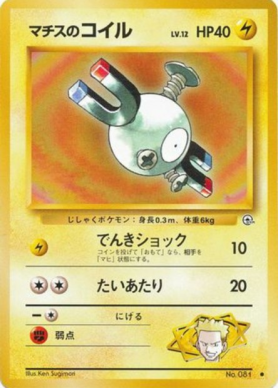 マチスのコイル LV.12 HP40
じしゃくポケモン:身長0.3m、体重6kg
でんきショック 10
コインを投げて「おもて」なら、相手を
「マヒ」状態にする。
たいあたり 20
弱点 にげる
Illus. Ken Sugimori No.081